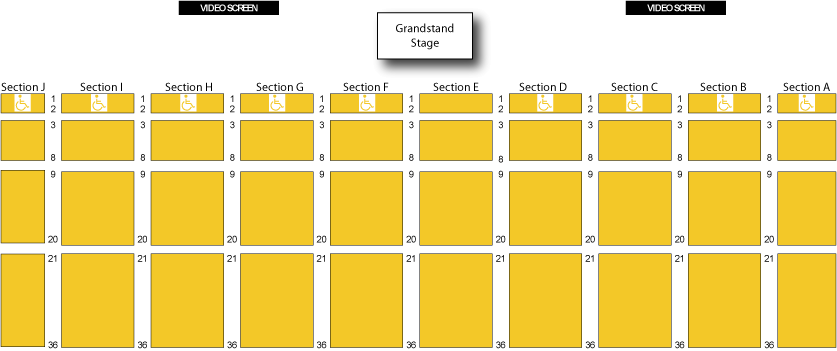 VIDEO SCREEN
VIDEO SCREEN
Grandstand
Stage
Section J Section I Section H Section G Section F Section E Section D Section C Section B Section A
1 1 1 1 1 1 1 1 1
2 2 2 2 2 2 2 2 2
3 3 3 3 3 3 3 3 3
8 8 8 8 8 8 8 8 8
9 9 9 9 9 9 9 9 9
20 20 20 20 20 20 20 20 20
21 21 21 21 21 21 21 21 21
36 36 36 36 36 36 36 36 36